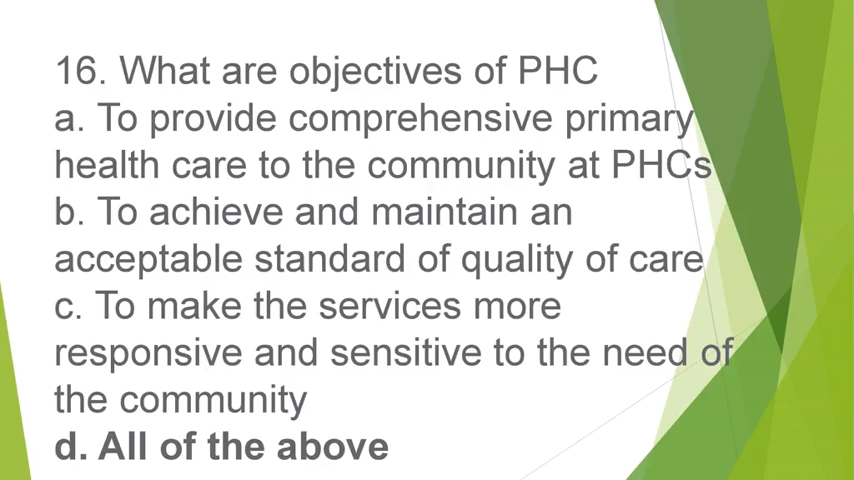 16. What are objectives of PHC
a. To provide comprehensive primary
health care to the community at PHCs
b. To achieve and maintain an
acceptable standard of quality of care
c. To make the services more
responsive and sensitive to the need of
the community
d. All of the above